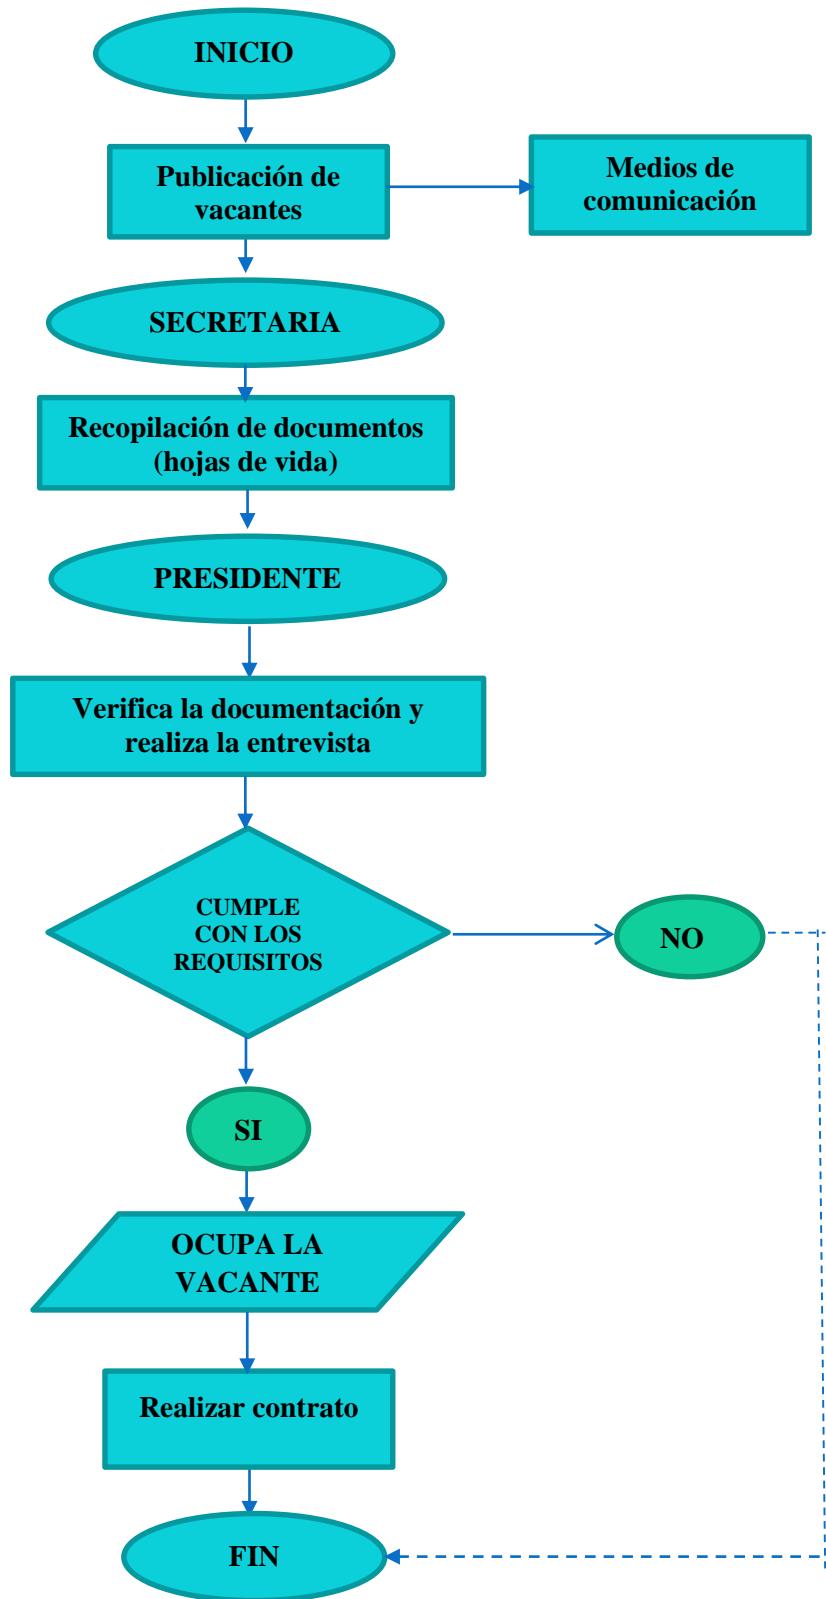 INICIO
Publicación de
vacantes
Medios de
comunicación
SECRETARIA
Recopilación de documentos
(hojas de vida)
PRESIDENTE
Verifica la documentación y
realiza la entrevista
CUMPLE
CON LOS
REQUISITOS
NO
SI
OCUPA LA
VACANTE
Realizar contrato
FIN